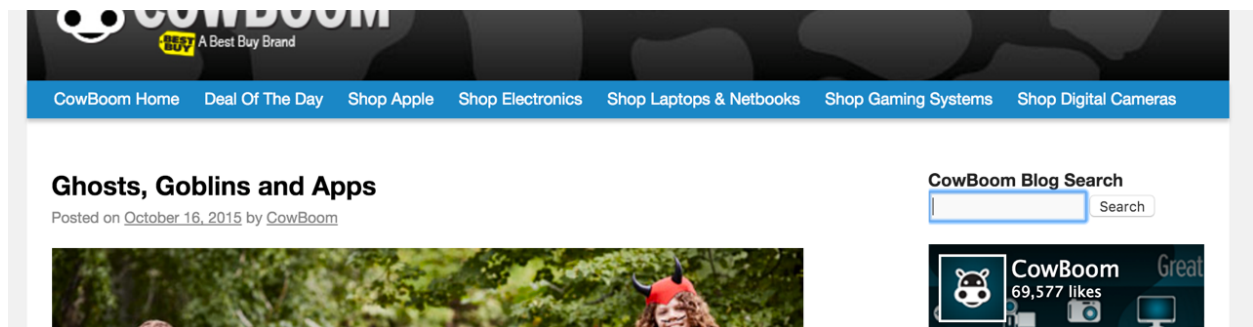 COWBOOM
BEST BUY
A Best Buy Brand
CowBoom Home Deal Of The Day Shop Apple Shop Electronics Shop Laptops & Netbooks Shop Gaming Systems Shop Digital Cameras
Ghosts, Goblins and Apps
Posted on October 16, 2015 by CowBoom
CowBoom Blog Search
Search
CowBoom
69,577 likes
Great